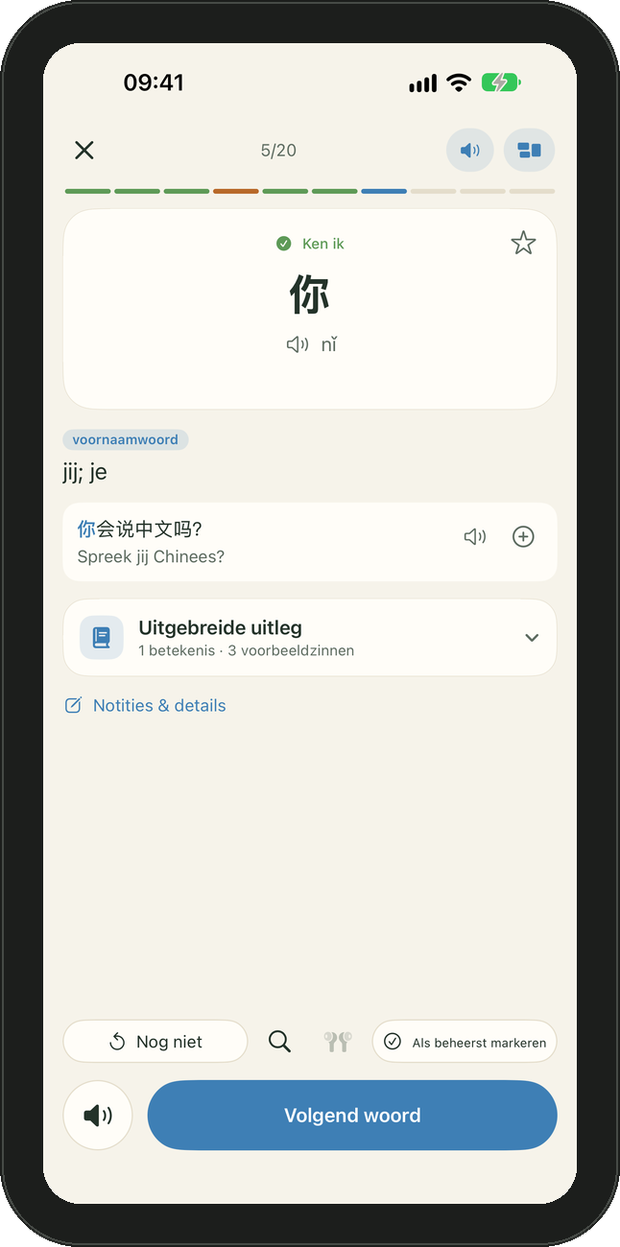 09:41
5/20
Ken ik
你
nǐ
voornaamwoord
jij; je
你会说中文吗?
Spreek jij Chinees?
Uitgebreide uitleg
1 betekenis · 3 voorbeeldzinnen
Notities & details
Nog niet
Als beheerst markeren
Volgend woord